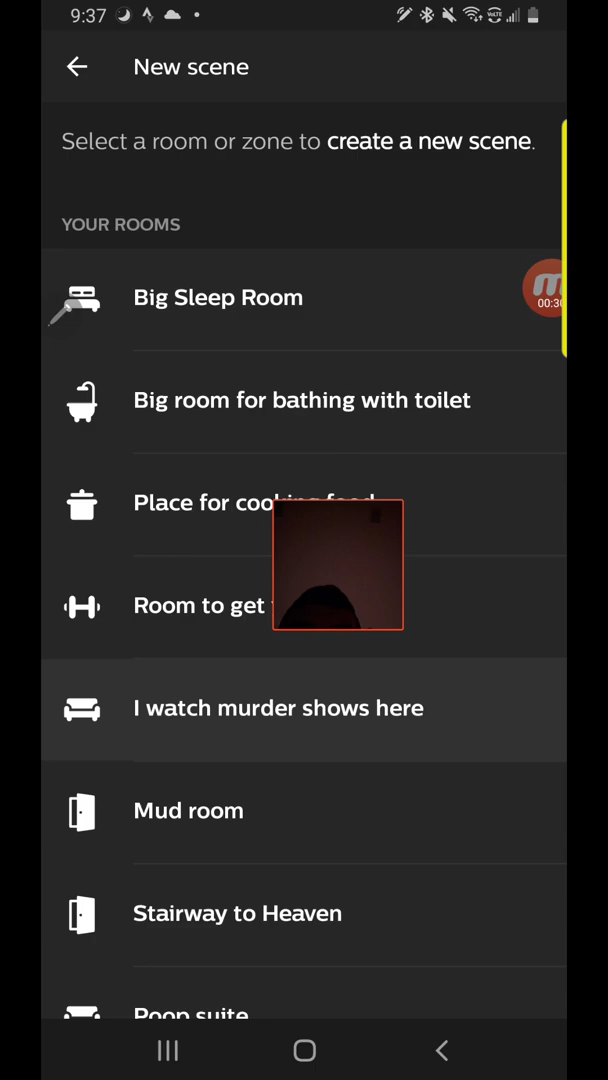 9:37
New scene
Select a room or zone to create a new scene.
YOUR ROOMS
Big Sleep Room
00:30
Big room for bathing with toilet
Place for cooking food
Room to get
I watch murder shows here
Mud room
Stairway to Heaven
Poop suite